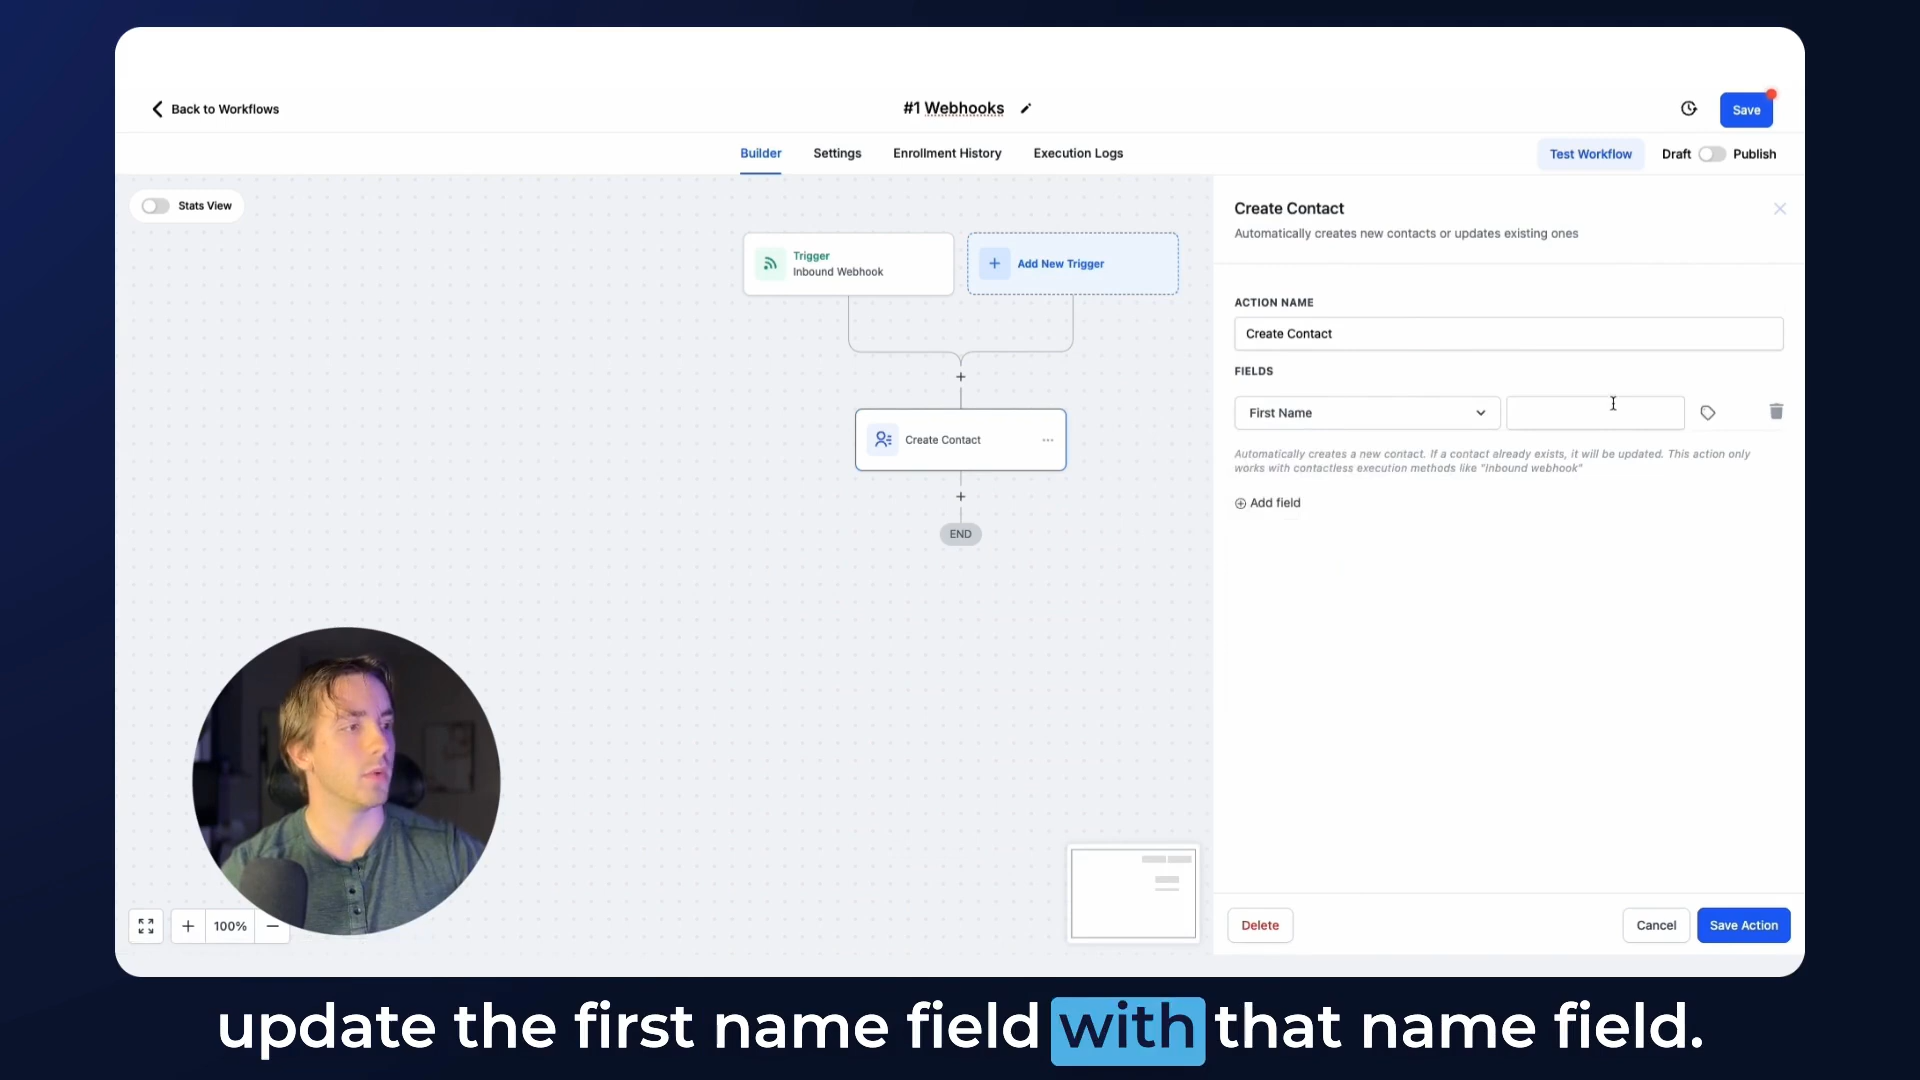 Back to Workflows
#1 Webhooks
Save
Builder
Settings
Enrollment History
Execution Logs
Test Workflow
Draft
Publish
Stats View
Trigger
Inbound Webhook
Add New Trigger
Create Contact
END
100%
Create Contact
Automatically creates new contacts or updates existing ones
ACTION NAME
Create Contact
FIELDS
First Name
Automatically creates a new contact. If a contact already exists, it will be updated. This action only
works with contactless execution methods like "Inbound webhook"
Add field
Delete
Cancel
Save Action
update the first name field with that name field.